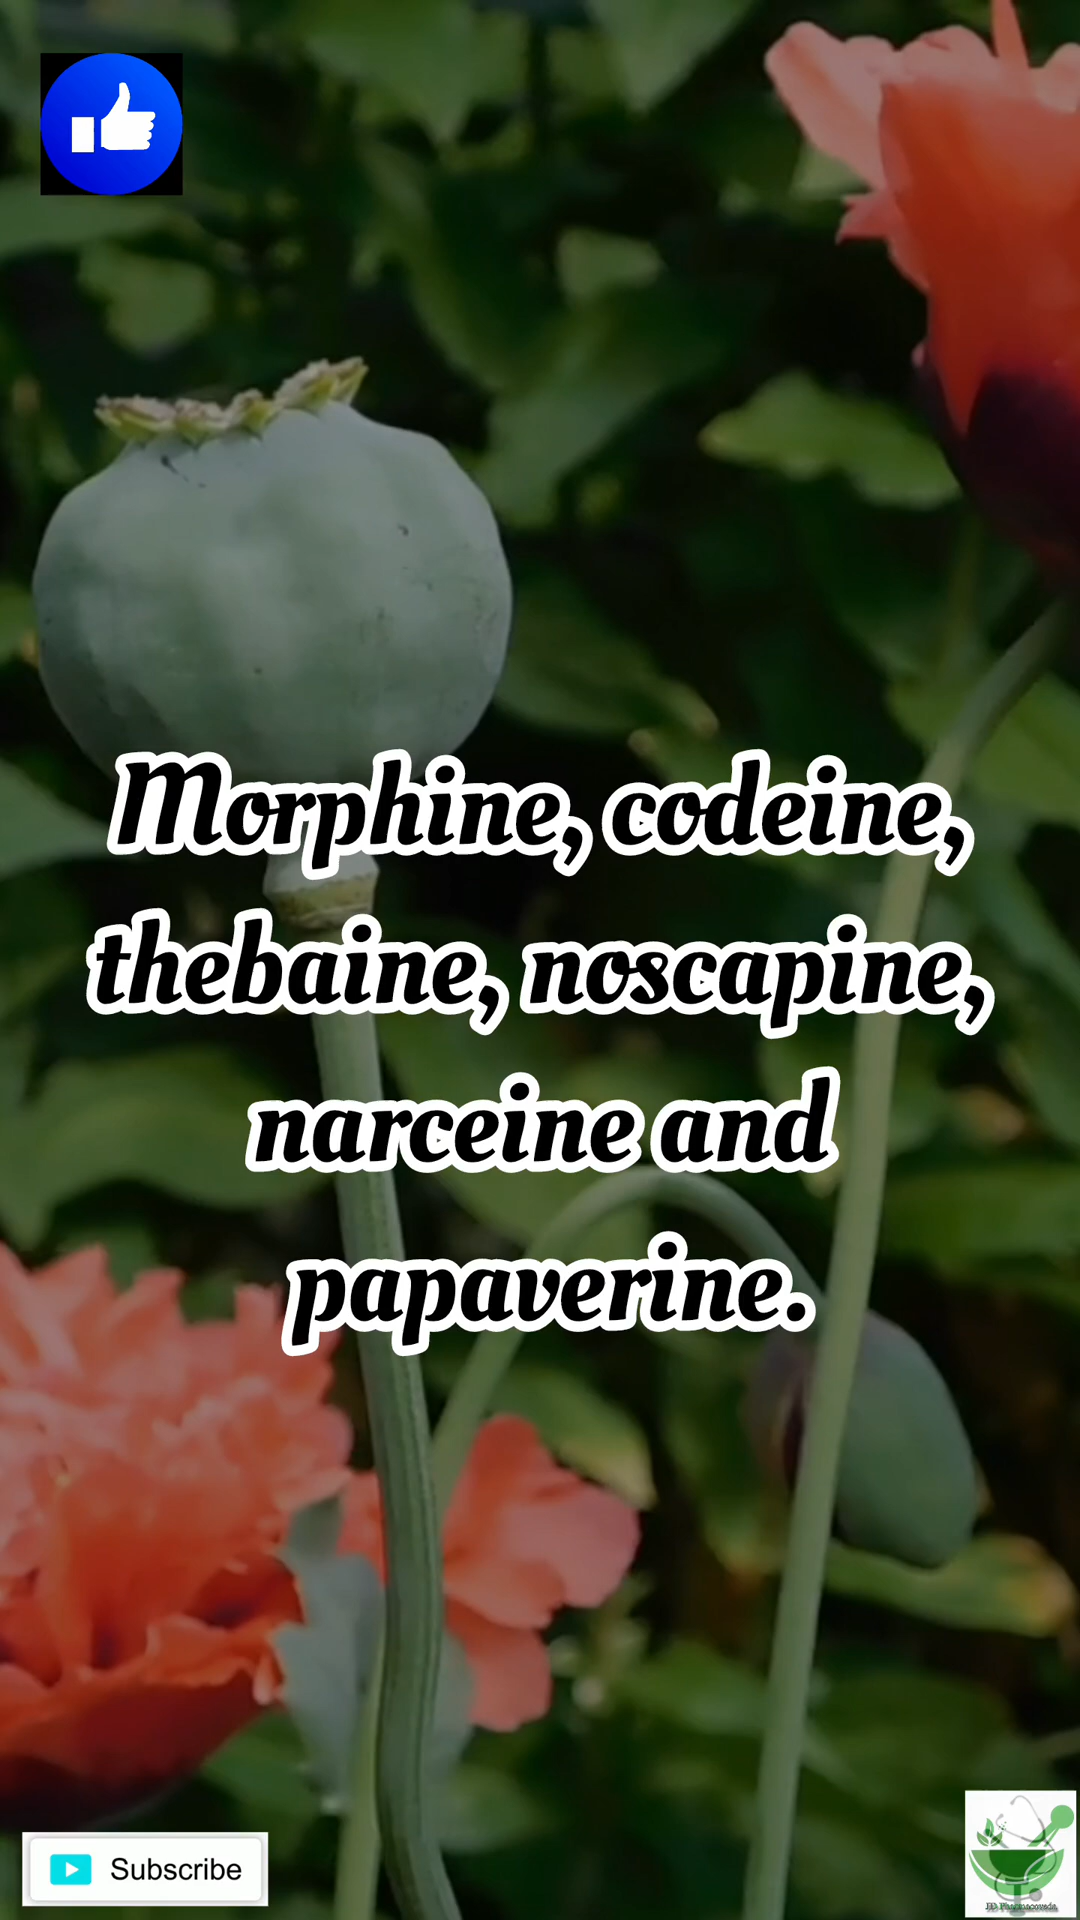 Morphine, codeine,
thebaine, noscapine,
narceine and
papaverine.
Subscribe